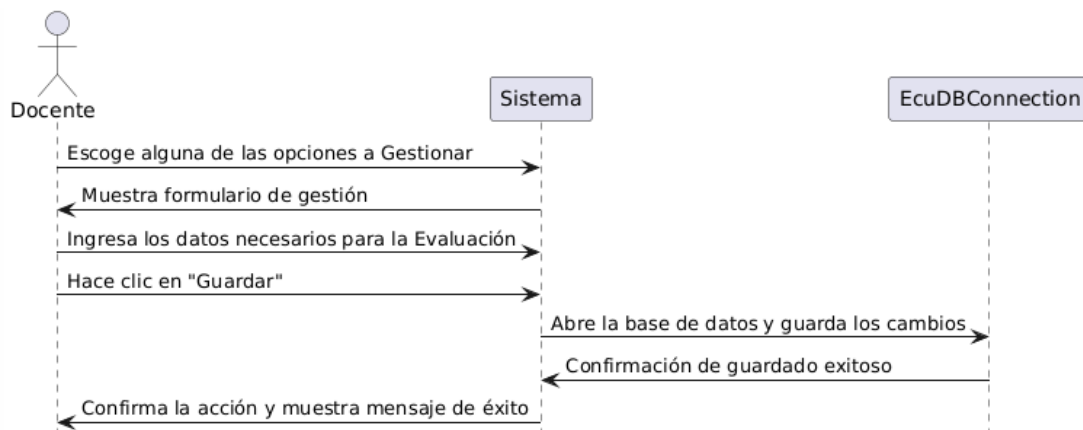 Docente
Sistema
EcuDBConnection
Escoge alguna de las opciones a Gestionar
Muestra formulario de gestión
Ingresa los datos necesarios para la Evaluación
Hace clic en "Guardar"
Abre la base de datos y guarda los cambios
Confirmación de guardado exitoso
Confirma la acción y muestra mensaje de éxito